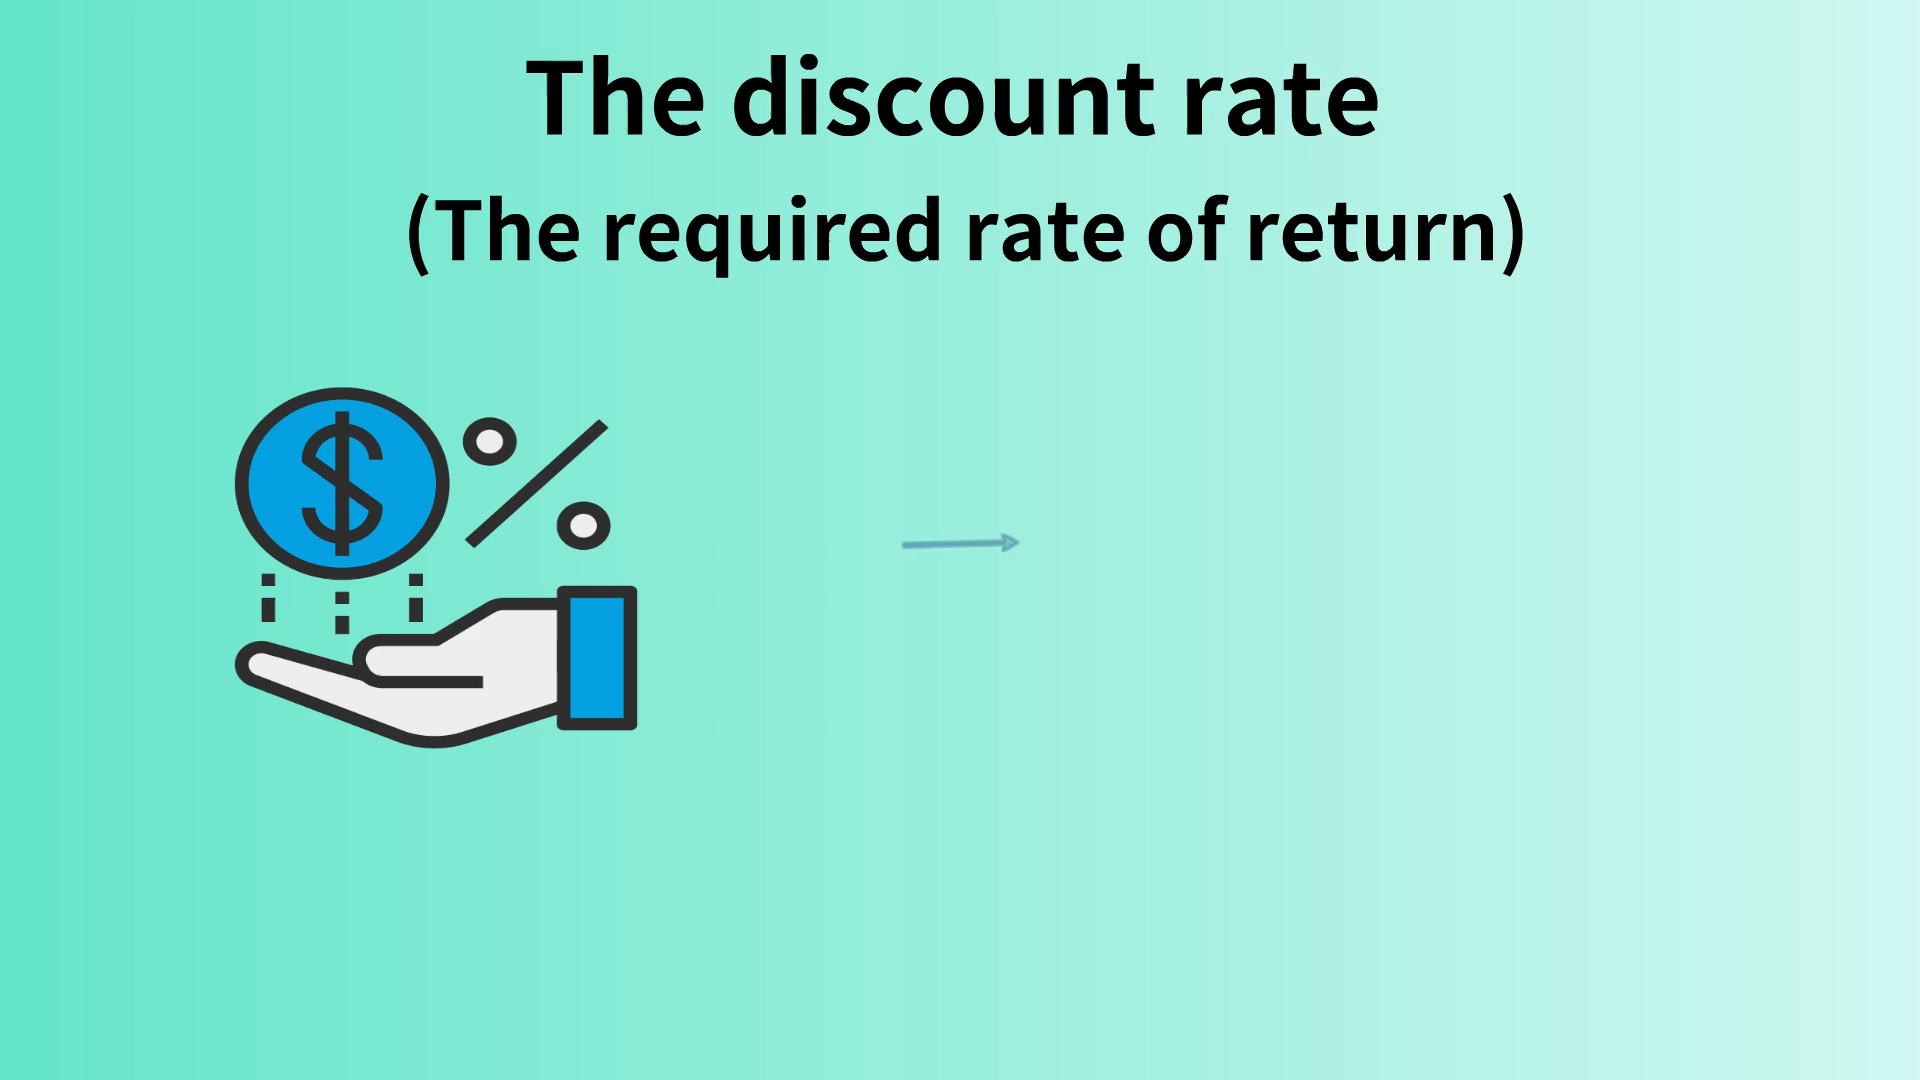 The discount rate
(The required rate of return)